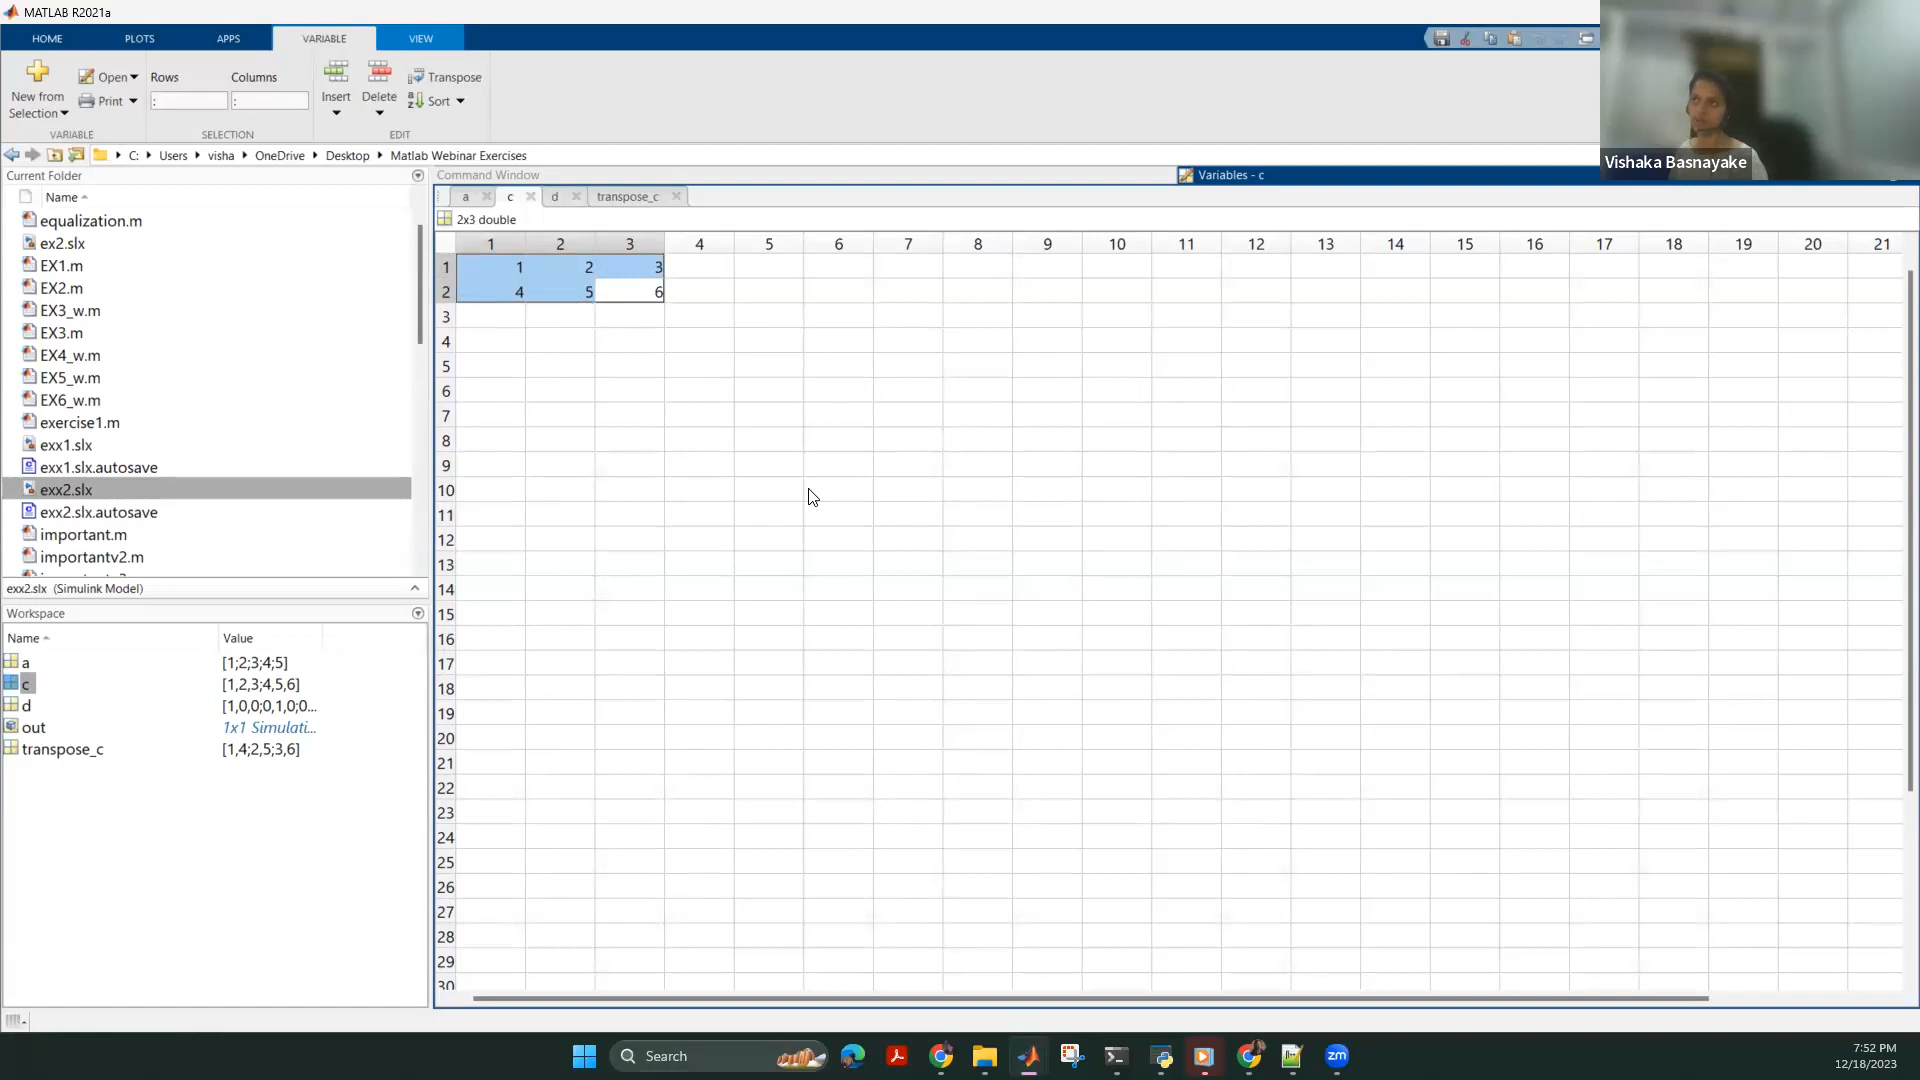 MATLAB R2021a
HOME PLOTS APPS VARIABLE VIEW
New from
Selection
Open
Print
VARIABLE
Rows Columns
: :
SELECTION
Insert Delete
Transpose
Sort
EDIT
C: Users visha OneDrive Desktop Matlab Webinar Exercises
Vishaka Basnayake
Current Folder
Name
equalization.m
ex2.slx
EX1.m
EX2.m
EX3_w.m
EX3.m
EX4_w.m
EX5_w.m
EX6_w.m
exercise1.m
exx1.slx
exx1.slx.autosave
exx2.slx
exx2.slx.autosave
important.m
importantv2.m
exx2.slx (Simulink Model)
Workspace
Name Value
a [1;2;3;4;5]
c [1,2,3;4,5,6]
d [1,0,0;0,1,0;0...
out 1x1 Simulati...
transpose_c [1,4;2,5;3,6]
Command Window Variables - c
a c d transpose_c
2x3 double
1 2 3 4 5 6 7 8 9 10 11 12 13 14 15 16 17 18 19 20 21
1 1 2 3
2 4 5 6
3
4
5
6
7
8
9
10
11
12
13
14
15
16
17
18
19
20
21
22
23
24
25
26
27
28
29
30
Search
zm
7:52 PM
12/18/2023